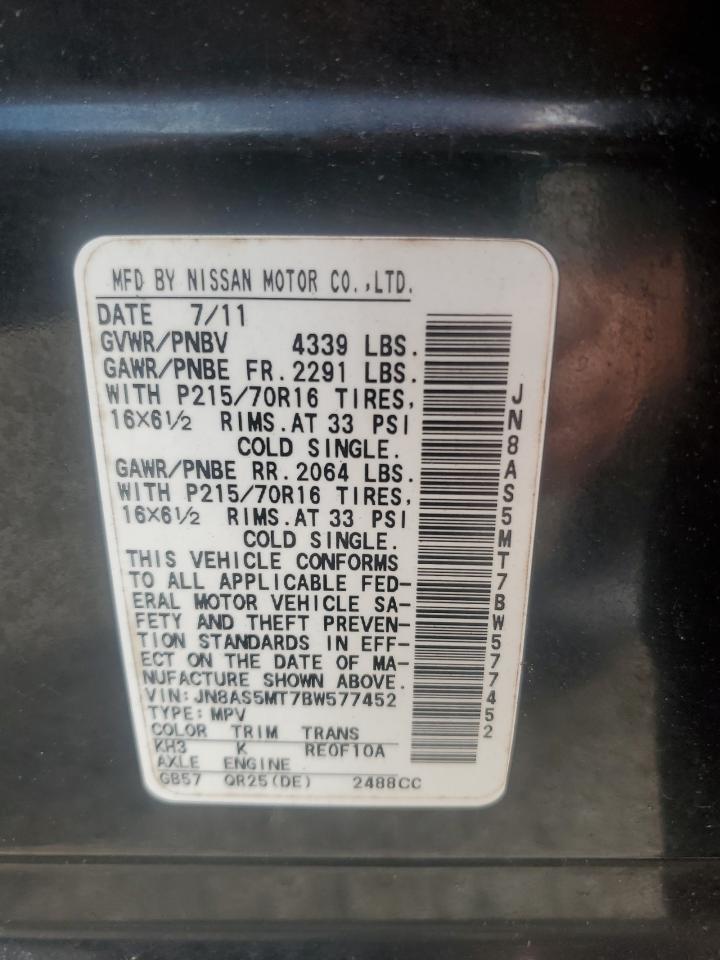 MFD BY NISSAN MOTOR CO.,LTD.
DATE 7/11
GVWR/PNBV 4339 LBS.
GAWR/PNBE FR. 2291 LBS.
WITH P215/70R16 TIRES,
16X6½ RIMS. AT 33 PSI
COLD SINGLE.
GAWR/PNBE RR. 2064 LBS.
WITH P215/70R16 TIRES,
16X6½ RIMS. AT 33 PSI
COLD SINGLE.
THIS VEHICLE CONFORMS
TO ALL APPLICABLE FED-
ERAL MOTOR VEHICLE SA-
FETY AND THEFT PREVEN-
TION STANDARDS IN EFF-
ECT ON THE DATE OF MA-
NUFACTURE SHOWN ABOVE.
VIN: JN8AS5MT7BW577452
TYPE: MPV
COLOR TRIM TRANS
KH3 K RE0F10A
AXLE ENGINE
GB57 QR25(DE) 2488CC
JN8AS5MT7BW577452